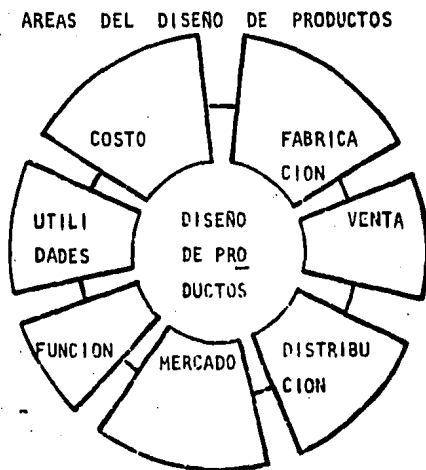 AREAS DEL DISEÑO DE PRODUCTOS
COSTO
FABRICA
CION
UTILI
DADES
DISEÑO
DE PRO
DUCTOS
VENTA
FUNCION
MERCADO
DISTRIBU
CION